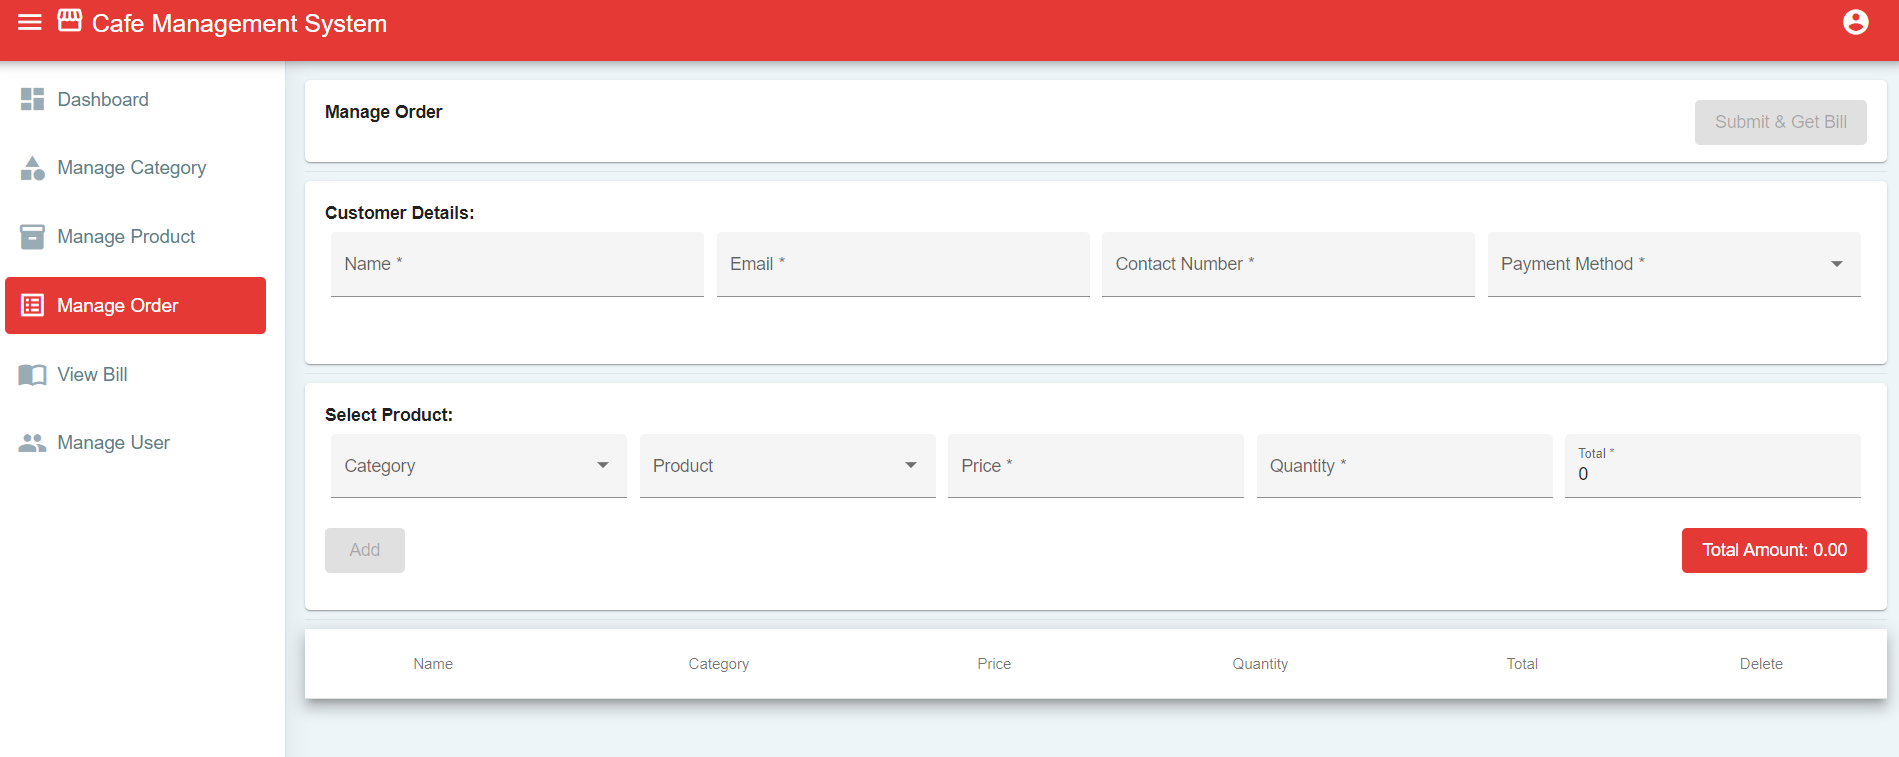 Cafe Management System
Dashboard
Manage Category
Manage Product
Manage Order
View Bill
Manage User
Manage Order
Submit & Get Bill
Customer Details:
Name *
Email *
Contact Number *
Payment Method *
Select Product:
Category
Product
Price *
Quantity *
Total *
0
Add
Total Amount: 0.00
Name Category Price Quantity Total Delete